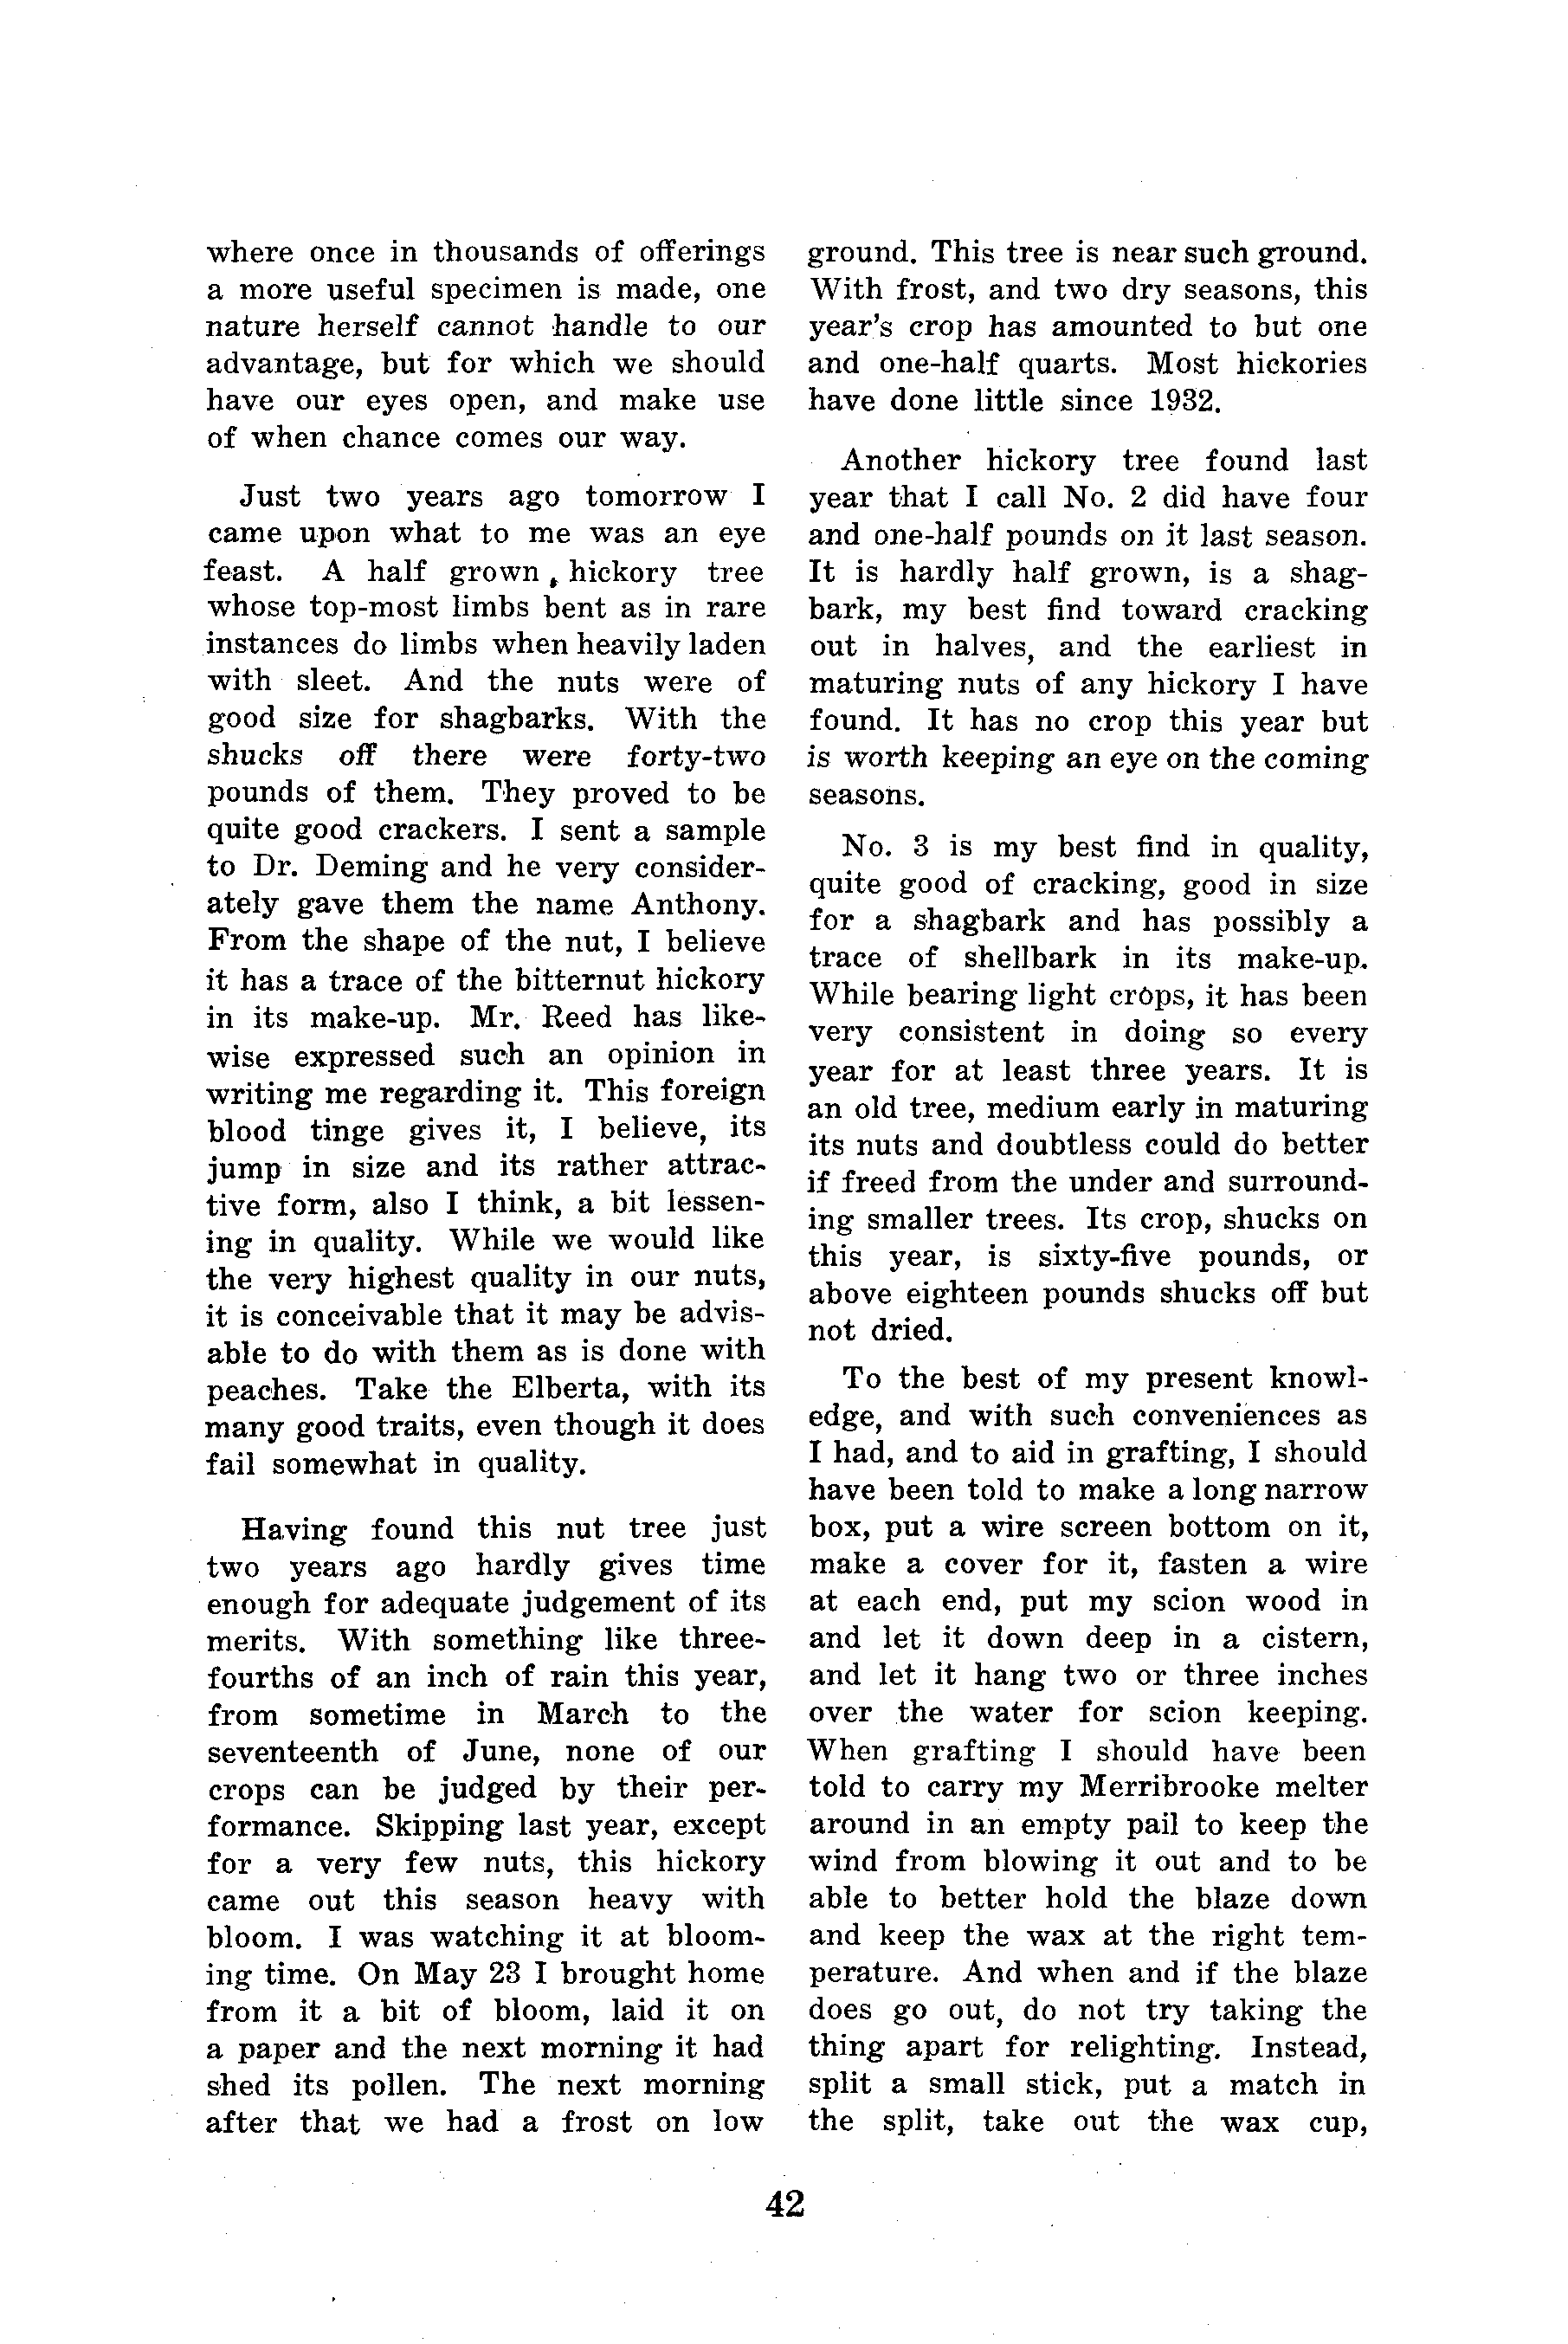 where once in thousands of offerings
a more useful specimen is made, one
nature herself cannot handle to our
advantage, but for which we should
have our eyes open, and make use
of when chance comes our way.
Just two years ago tomorrow I
came upon what to me was an eye
feast. A half grown, hickory tree
whose top-most limbs bent as in rare
instances do limbs when heavily laden
with sleet. And the nuts were of
good size for shagbarks. With the
shucks off there were forty-two
pounds of them. They proved to be
quite good crackers. I sent a sample
to Dr. Deming and he very consider-
ately gave them the name Anthony.
From the shape of the nut, I believe
it has a trace of the bitternut hickory
in its make-up. Mr. Reed has like-
wise expressed such an opinion in
writing me regarding it. This foreign
blood tinge gives it, I believe, its
jump in size and its rather attrac-
tive form, also I think, a bit lessen-
ing in quality. While we would like
the very highest quality in our nuts,
it is conceivable that it may be advis-
able to do with them as is done with
peaches. Take the Elberta, with its
many good traits, even though it does
fail somewhat in quality.
Having found this nut tree just
two years ago hardly gives time
enough for adequate judgement of its
merits. With something like three-
fourths of an inch of rain this year,
from sometime in March to the
seventeenth of June, none of our
crops can be judged by their per-
formance. Skipping last year, except
for a very few nuts, this hickory
came out this season heavy with
bloom. I was watching it at bloom-
ing time. On May 23 I brought home
from it a bit of bloom, laid it on
a paper and the next morning it had
shed its pollen. The next morning
after that we had a frost on low
ground. This tree is near such ground.
With frost, and two dry seasons, this
year's crop has amounted to but one
and one-half quarts. Most hickories
have done little since 1932.
Another hickory tree found last
year that I call No. 2 did have four
and one-half pounds on it last season.
It is hardly half grown, is a shag-
bark, my best find toward cracking
out in halves, and the earliest in
maturing nuts of any hickory I have
found. It has no crop this year but
is worth keeping an eye on the coming
seasons.
No. 3 is my best find in quality,
quite good of cracking, good in size
for a shagbark and has possibly a
trace of shellbark in its make-up.
While bearing light crops, it has been
very consistent in doing so every
year for at least three years. It is
an old tree, medium early in maturing
its nuts and doubtless could do better
if freed from the under and surround-
ing smaller trees. Its crop, shucks on
this year, is sixty-five pounds, or
above eighteen pounds shucks off but
not dried.
To the best of my present knowl-
edge, and with such conveniences as
I had, and to aid in grafting, I should
have been told to make a long narrow
box, put a wire screen bottom on it,
make a cover for it, fasten a wire
at each end, put my scion wood in
and let it down deep in a cistern,
and let it hang two or three inches
over the water for scion keeping.
When grafting I should have been
told to carry my Merribrooke melter
around in an empty pail to keep the
wind from blowing it out and to be
able to better hold the blaze down
and keep the wax at the right tem-
perature. And when and if the blaze
does go out, do not try taking the
thing apart for relighting. Instead,
split a small stick, put a match in
the split, take out the wax cup,
42